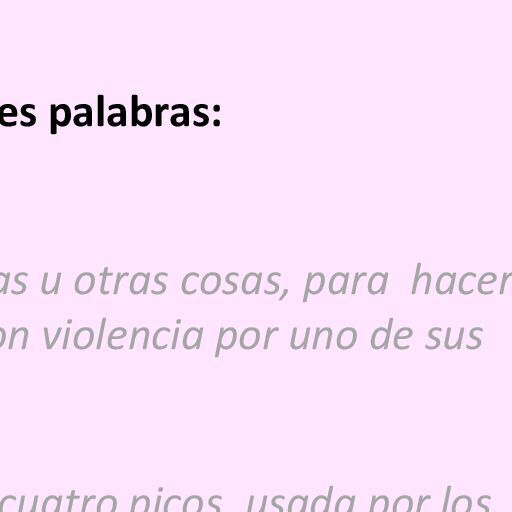 es palabras:
as u otras cosas, para  hacer
on violencia por uno de sus
cuatro picos, usada por los